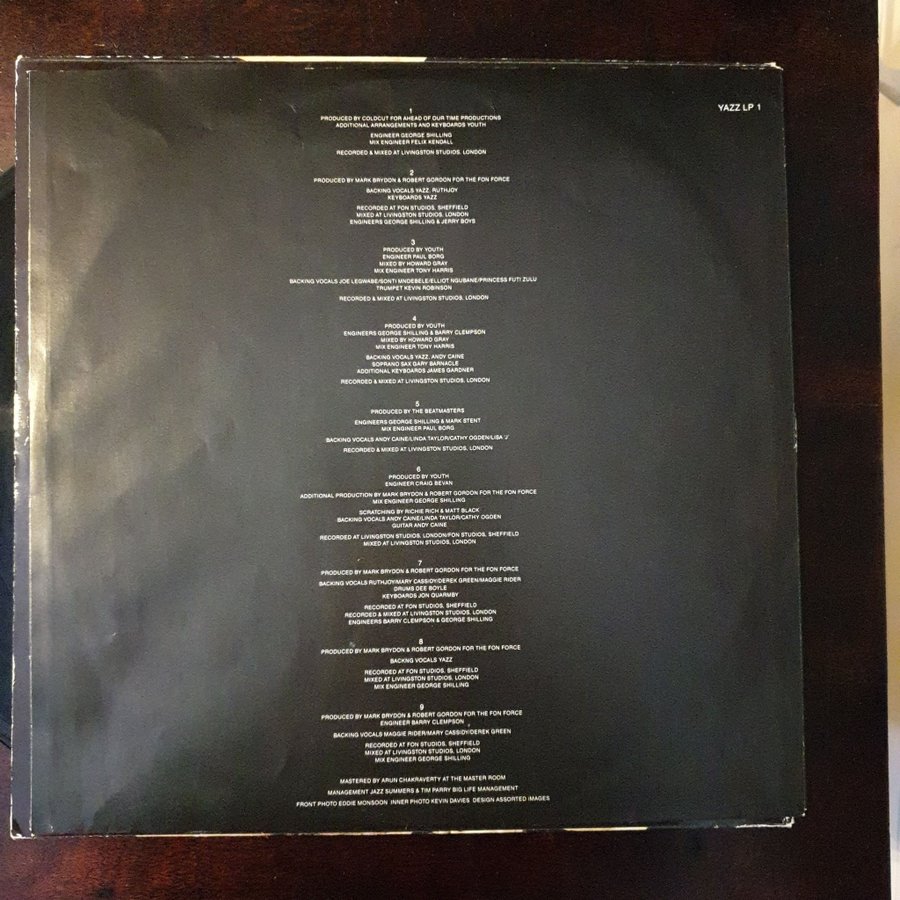 YAZZ LP 1
1
PRODUCED BY COLDCUT FOR AHEAD OF OUR TIME PRODUCTIONS
ADDITIONAL ARRANGEMENTS AND KEYBOARDS YOUTH
ENGINEER GEORGE SHILLING
MIX ENGINEER FELIX KENDALL
RECORDED & MIXED AT LIVINGSTON STUDIOS, LONDON
2
PRODUCED BY MARK BRYDON & ROBERT GORDON FOR THE FON FORCE
BACKING VOCALS YAZZ, RUTHJOY
KEYBOARDS YAZZ
RECORDED AT FON STUDIOS, SHEFFIELD
MIXED AT LIVINGSTON STUDIOS, LONDON
ENGINEERS GEORGE SHILLING & JERRY BOYS
3
PRODUCED BY YOUTH
ENGINEER PAUL BORG
MIXED BY HOWARD GRAY
MIX ENGINEER TONY HARRIS
BACKING VOCALS JOE LEGWABE/SONTI MNDEBELE/ELLIOT NGUBANE/PRINCESS FUTI ZULU
TRUMPET KEVIN ROBINSON
RECORDED & MIXED AT LIVINGSTON STUDIOS, LONDON
4
PRODUCED BY YOUTH
ENGINEERS GEORGE SHILLING & BARRY CLEMPSON
MIXED BY HOWARD GRAY
MIX ENGINEER TONY HARRIS
BACKING VOCALS YAZZ, ANDY CAINE
SOPRANO SAX GARY BARNACLE
ADDITIONAL KEYBOARDS JAMES GARDNER
RECORDED & MIXED AT LIVINGSTON STUDIOS, LONDON
5
PRODUCED BY THE BEATMASTERS
ENGINEERS GEORGE SHILLING & MARK STENT
MIX ENGINEER PAUL BORG
BACKING VOCALS ANDY CAINE/LINDA TAYLOR/CATHY OGDEN/LISA 'J'
RECORDED & MIXED AT LIVINGSTON STUDIOS, LONDON
6
PRODUCED BY YOUTH
ENGINEER CRAIG BEVAN
ADDITIONAL PRODUCTION BY MARK BRYDON & ROBERT GORDON FOR THE FON FORCE
MIX ENGINEER GEORGE SHILLING
SCRATCHING BY RICHIE RICH & MATT BLACK
BACKING VOCALS ANDY CAINE/LINDA TAYLOR/CATHY OGDEN
GUITAR ANDY CAINE
RECORDED AT LIVINGSTON STUDIOS, LONDON/FON STUDIOS, SHEFFIELD
MIXED AT LIVINGSTON STUDIOS, LONDON
7
PRODUCED BY MARK BRYDON & ROBERT GORDON FOR THE FON FORCE
BACKING VOCALS RUTHJOY/MARY CASSIDY/DEREK GREEN/MAGGIE RIDER
DRUMS DEE BOYLE
KEYBOARDS JON QUARMBY
RECORDED AT FON STUDIOS, SHEFFIELD
RECORDED & MIXED AT LIVINGSTON STUDIOS, LONDON
ENGINEERS BARRY CLEMPSON & GEORGE SHILLING
8
PRODUCED BY MARK BRYDON & ROBERT GORDON FOR THE FON FORCE
BACKNG VOCALS YAZZ
RECORDED AT FON STUDIOS, SHEFFIELD
MIXED AT LIVINGSTON STUDIOS, LONDON
MIX ENGINEER GEORGE SHILLING
9
PRODUCED BY MARK BRYDON & ROBERT GORDON FOR THE FON FORCE
ENGINEER BARRY CLEMPSON
BACKING VOCALS MAGGIE RIDER/MARY CASSIDY/DEREK GREEN
RECORDED AT FON STUDIOS, SHEFFIELD
MIXED AT LIVINGSTON STUDIOS, LONDON
MIX ENGINEER GEORGE SHILLING
MASTERED BY ARUN CHAKRAVERTY AT THE MASTER ROOM
MANAGEMENT JAZZ SUMMERS & TIM PARRY BIG LIFE MANAGEMENT
FRONT PHOTO EDDIE MONSOON INNER PHOTO KEVIN DAVIES DESIGN ASSORTED IMAGES